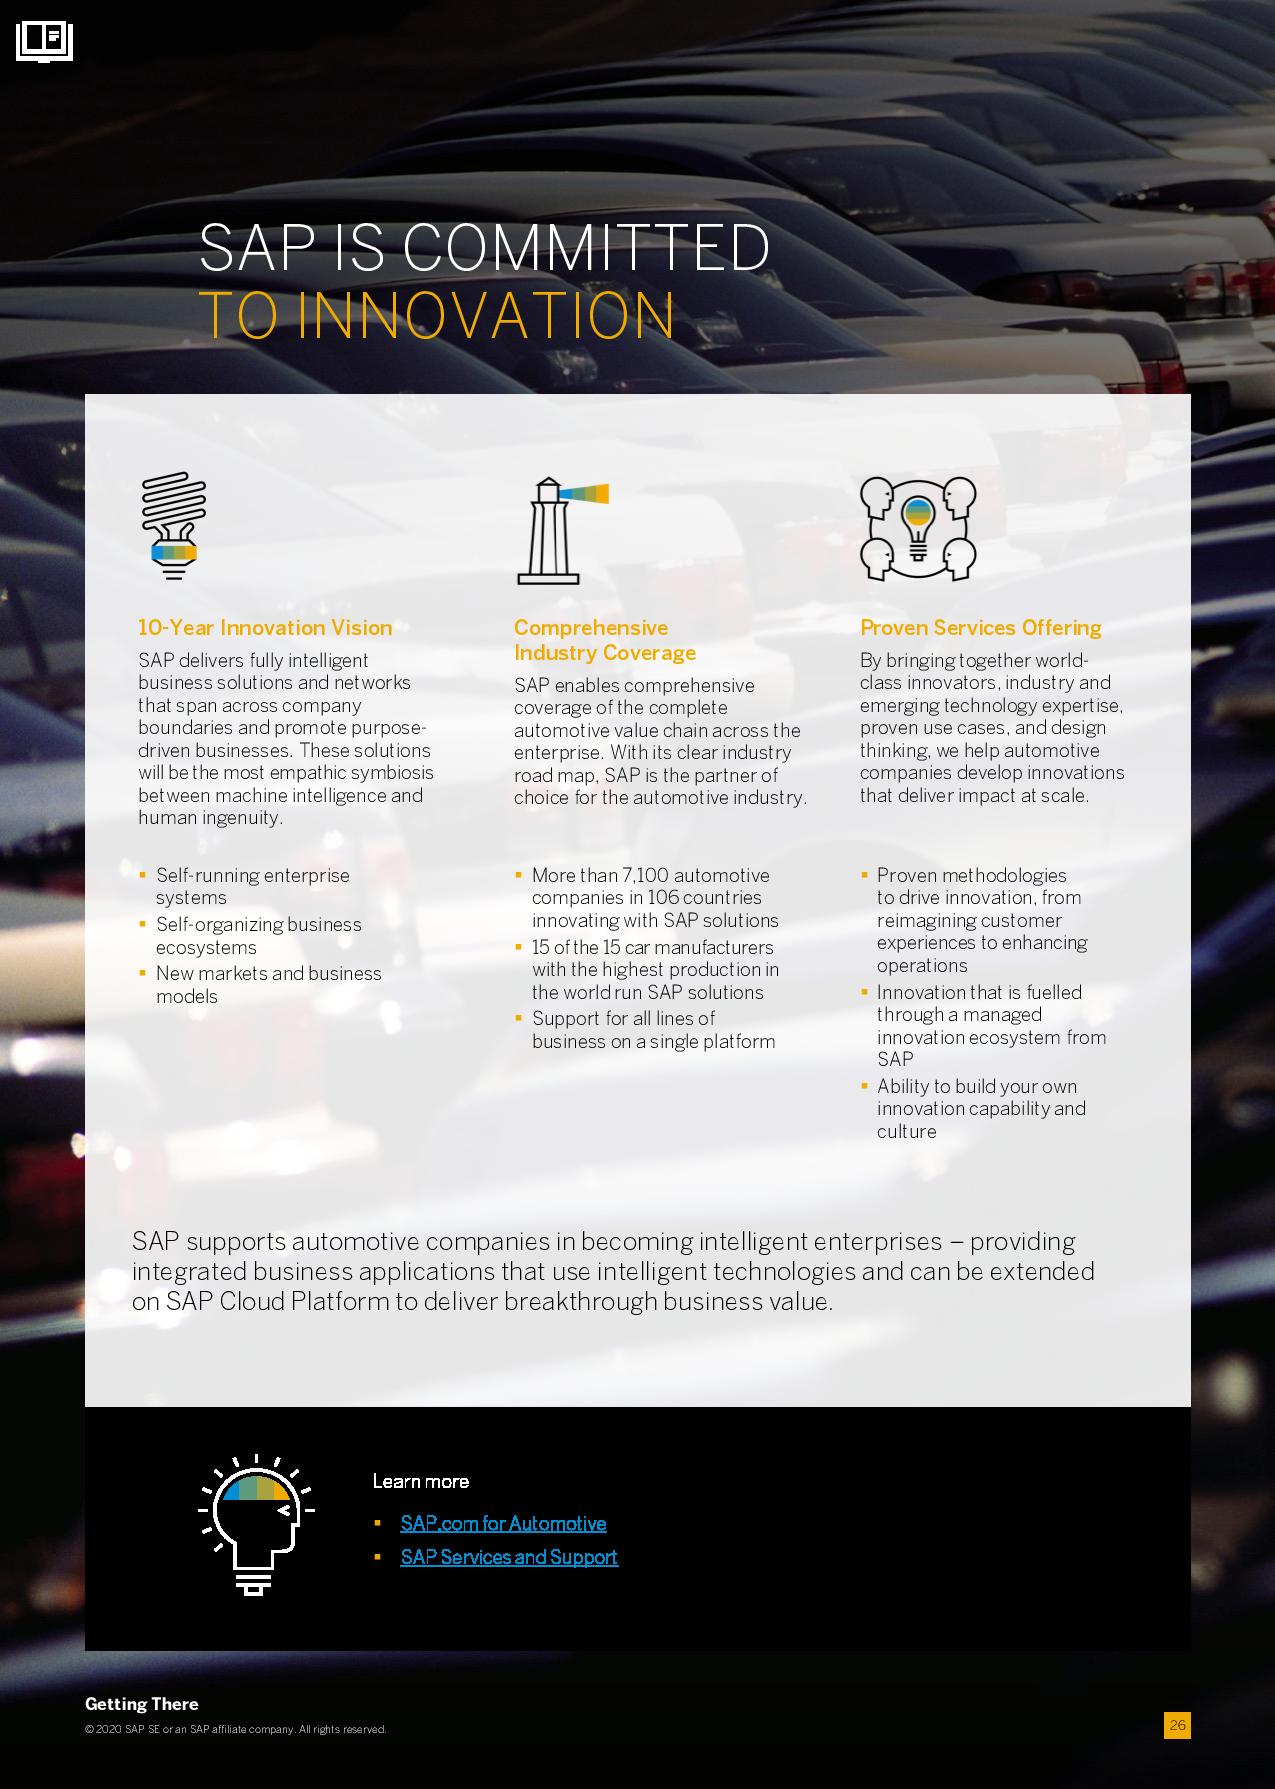 SAP IS COMMITTED
TO INNOVATION
10-Year Innovation Vision
SAP delivers fully intelligent
business solutions and networks
that span across company
boundaries and promote purpose-
driven businesses. These solutions
will be the most empathic symbiosis
between machine intelligence and
human ingenuity.
▪ Self-running enterprise
systems
▪ Self-organizing business
ecosystems
▪ New markets and business
models
Comprehensive
Industry Coverage
SAP enables comprehensive
coverage of the complete
automotive value chain across the
enterprise. With its clear industry
road map, SAP is the partner of
choice for the automotive industry.
▪ More than 7,100 automotive
companies in 106 countries
innovating with SAP solutions
▪ 15 of the 15 car manufacturers
with the highest production in
the world run SAP solutions
▪ Support for all lines of
business on a single platform
Proven Services Offering
By bringing together world-
class innovators, industry and
emerging technology expertise,
proven use cases, and design
thinking, we help automotive
companies develop innovations
that deliver impact at scale.
▪ Proven methodologies
to drive innovation, from
reimagining customer
experiences to enhancing
operations
▪ Innovation that is fuelled
through a managed
innovation ecosystem from
SAP
▪ Ability to build your own
innovation capability and
culture
SAP supports automotive companies in becoming intelligent enterprises – providing
integrated business applications that use intelligent technologies and can be extended
on SAP Cloud Platform to deliver breakthrough business value.
Learn more
▪ SAP.com for Automotive
▪ SAP Services and Support
Getting There
© 2020 SAP SE or an SAP affiliate company. All rights reserved.
26